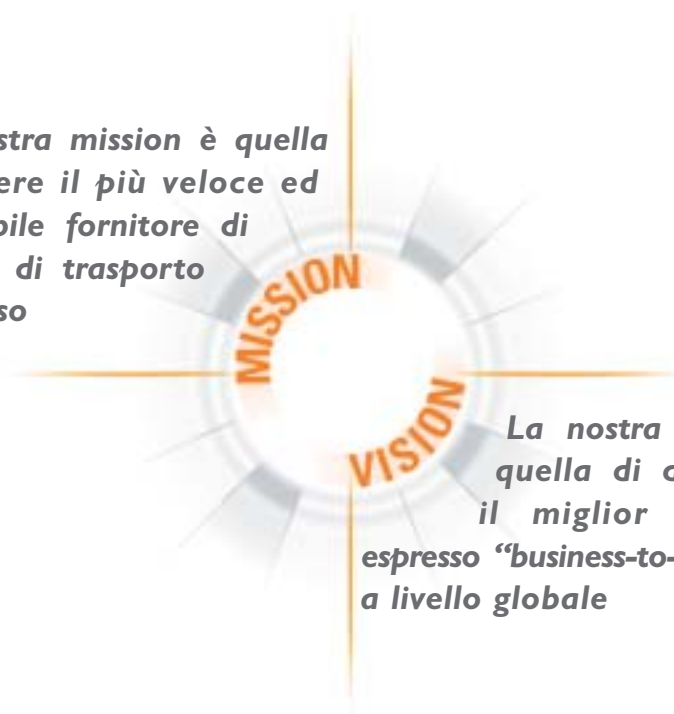 stra mission è quella
ere il più veloce ed
bile fornitore di
di trasporto
so
MISSION
VISION
La nostra
quella di
il miglior
espresso “business-to-
a livello globale